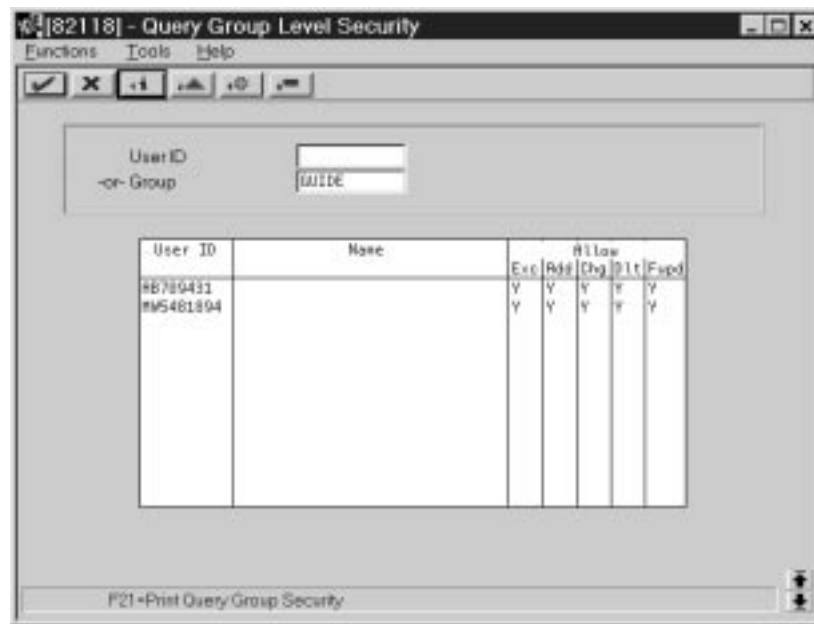 [82118] - Query Group Level Security
Functions Tools Help
User ID
-or- Group GUIDE
User ID Name Allow
Exc Add Chg Dlt Fupd
Y Y Y Y Y
Y Y Y Y Y
F21=Print Query Group Security